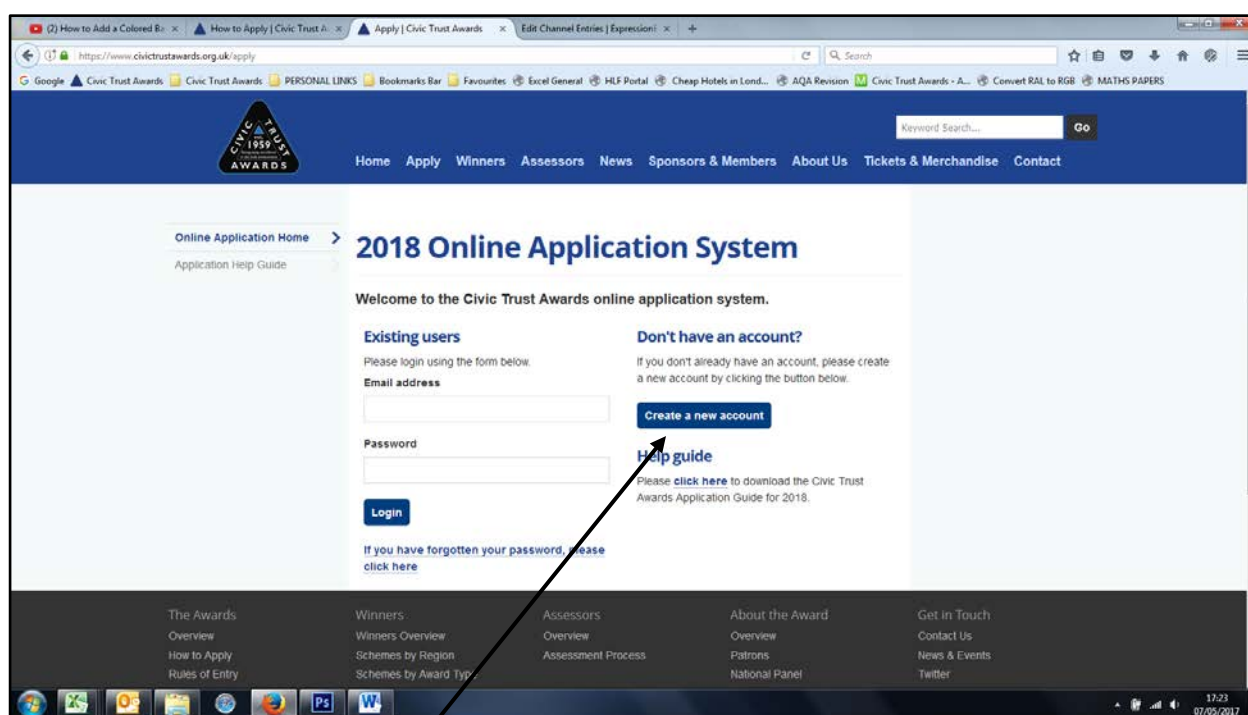 (2) How to Add a Colored Ba
How to Apply | Civic Trust A
Apply | Civic Trust Awards
Edit Channel Entries | Expression
https://www.civictrustawards.org.uk/apply
Search
Google
Civic Trust Awards
Civic Trust Awards
PERSONAL LINKS
Bookmarks Bar
Favourites
Excel General
HLF Portal
Cheap Hotels in Lond...
AQA Revision
Civic Trust Awards - A...
Convert RAL to RGB
MATHS PAPERS
CIVIC TRUST
1959
AWARDS
Keyword Search...
Go
Home Apply Winners Assessors News Sponsors & Members About Us Tickets & Merchandise Contact
Online Application Home
Application Help Guide
2018 Online Application System
Welcome to the Civic Trust Awards online application system.
Existing users
Please login using the form below.
Email address
Password
Login
If you have forgotten your password, please
click here
Don't have an account?
If you don't already have an account, please create
a new account by clicking the button below.
Create a new account
Help guide
Please click here to download the Civic Trust
Awards Application Guide for 2018.
The Awards
Overview
How to Apply
Rules of Entry
Winners
Winners Overview
Schemes by Region
Schemes by Award Type
Assessors
Overview
Assessment Process
About the Award
Overview
Patrons
National Panel
Get in Touch
Contact Us
News & Events
Twitter
Ps
W
17:23
07/05/2017